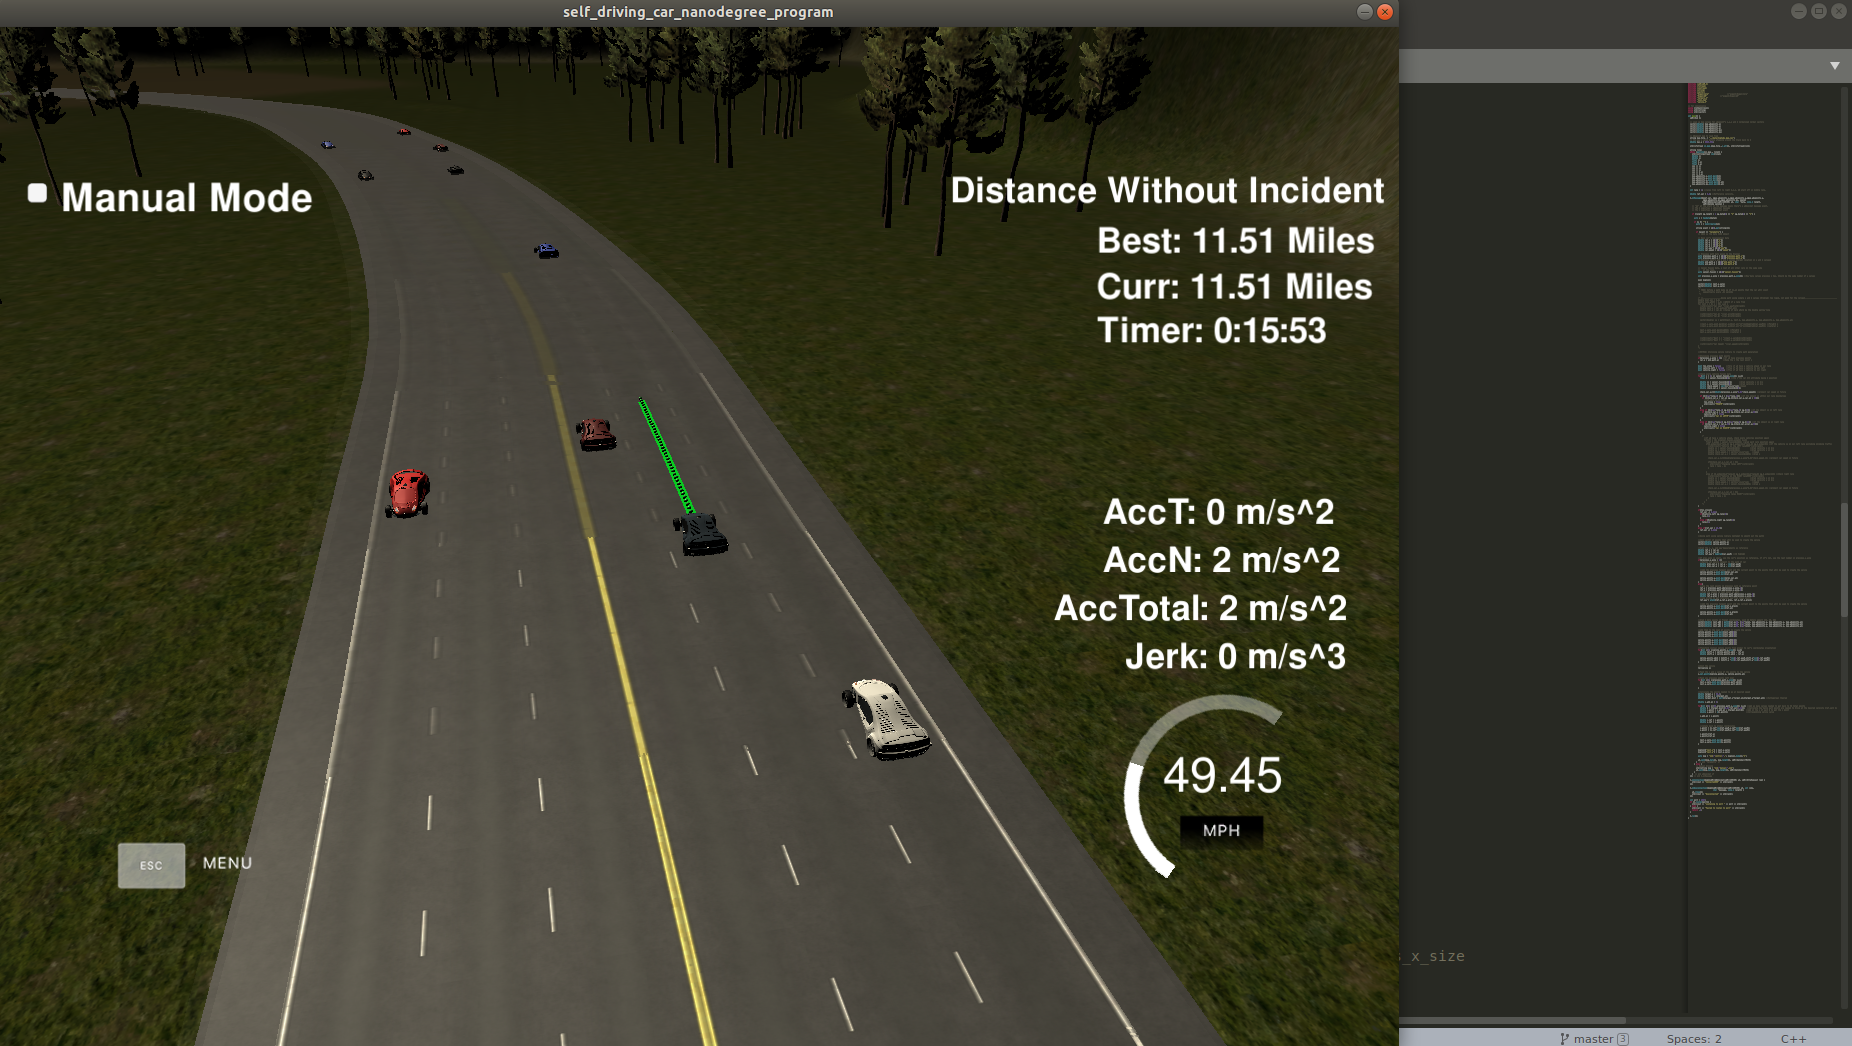 self_driving_car_nanodegree_program
Manual Mode
Distance Without Incident
Best: 11.51 Miles
Curr: 11.51 Miles
Timer: 0:15:53
AccT: 0 m/s^2
AccN: 2 m/s^2
AccTotal: 2 m/s^2
Jerk: 0 m/s^3
49.45
MPH
ESC MENU
_x_size
master 3 Spaces: 2 C++